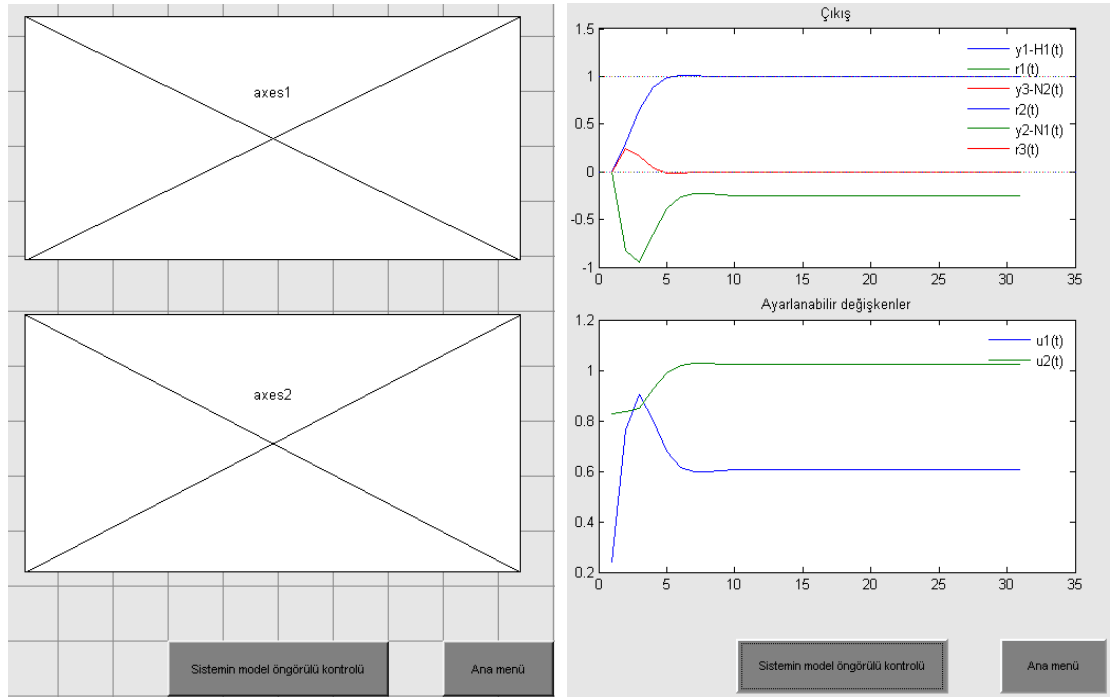 axes1
axes2
Sistemin model öngörülü kontrolü
Ana menü
Çıkış
1.5
1
0.5
0
-0.5
-1
0
5
10
15
20
25
30
35
y1-H1(t)
r1(t)
y3-N2(t)
r2(t)
y2-N1(t)
r3(t)
Ayarlanabilir değişkenler
1.2
1
0.8
0.6
0.4
0.2
0
5
10
15
20
25
30
35
u1(t)
u2(t)
Sistemin model öngörülü kontrolü
Ana menü